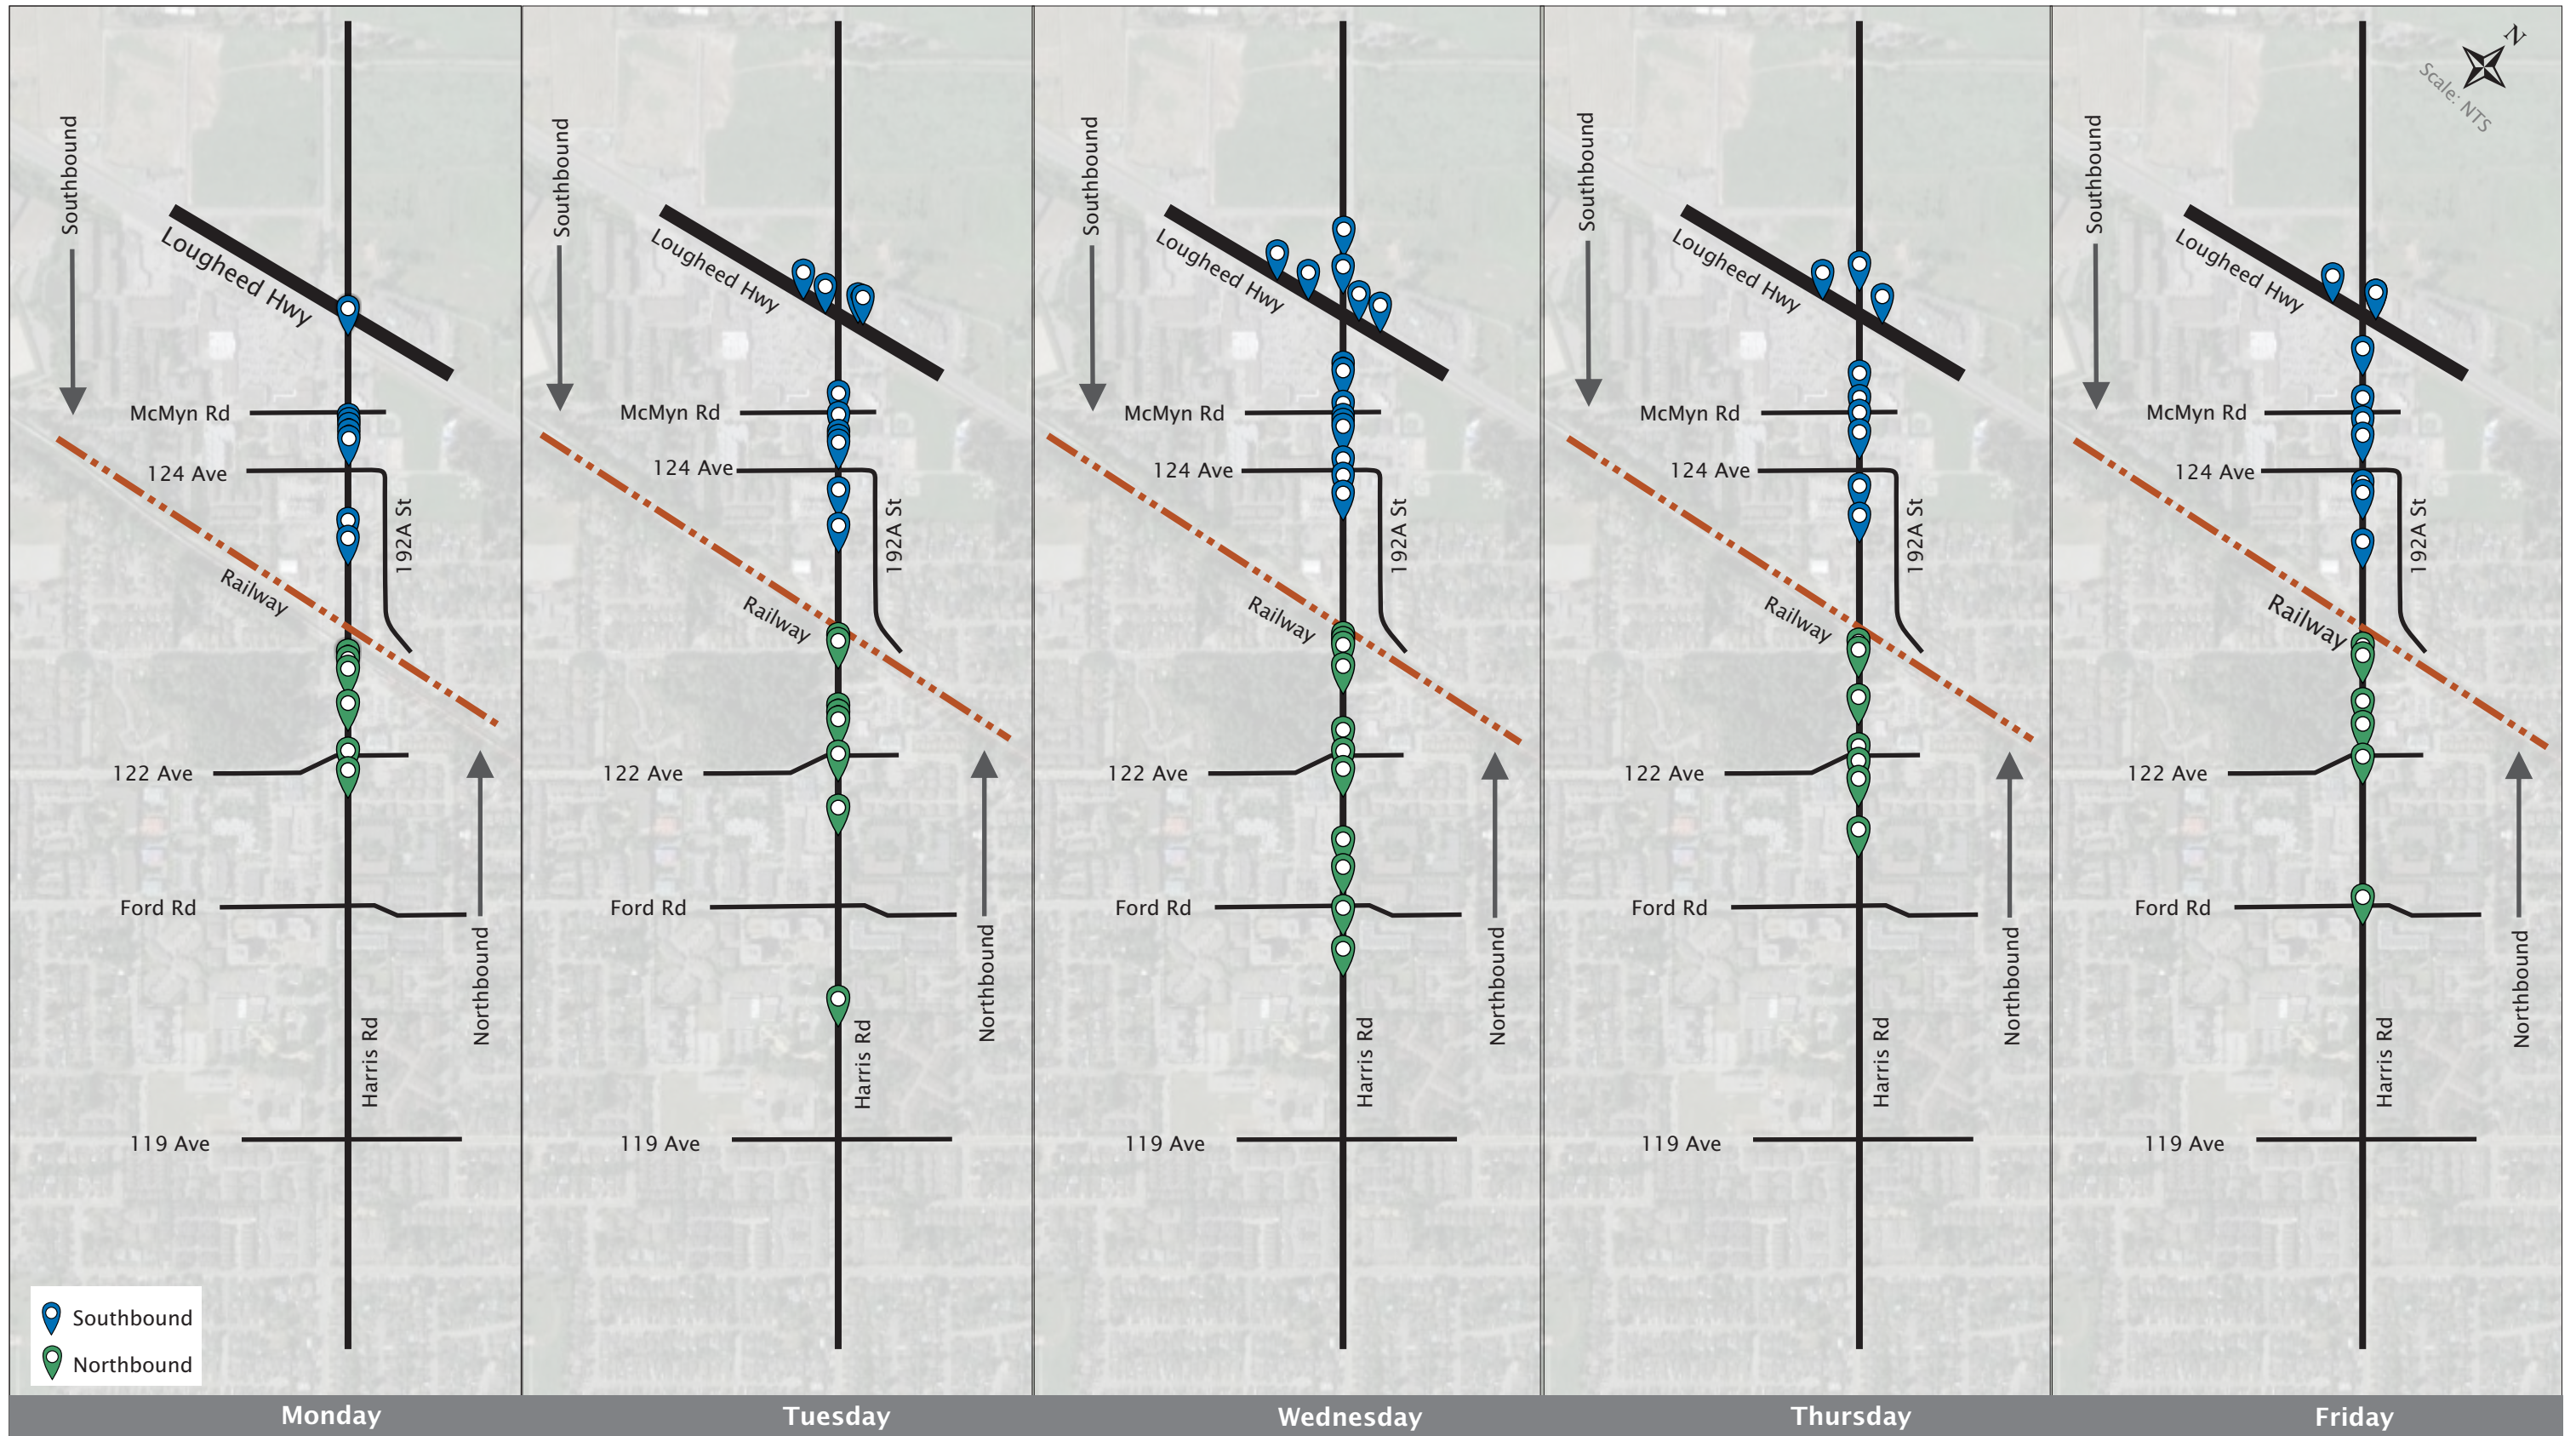 Southbound
Lougheed Hwy
McMyn Rd
124 Ave
192A St
Railway
122 Ave
Ford Rd
Northbound
Harris Rd
119 Ave
Southbound
Northbound
Monday
Southbound
Lougheed Hwy
McMyn Rd
124 Ave
192A St
Railway
122 Ave
Ford Rd
Northbound
Harris Rd
119 Ave
Tuesday
Southbound
Lougheed Hwy
McMyn Rd
124 Ave
192A St
Railway
122 Ave
Ford Rd
Northbound
Harris Rd
119 Ave
Wednesday
Southbound
Lougheed Hwy
McMyn Rd
124 Ave
192A St
Railway
122 Ave
Ford Rd
Northbound
Harris Rd
119 Ave
Thursday
N
Scale: NTS
Southbound
Lougheed Hwy
McMyn Rd
124 Ave
192A St
Railway
122 Ave
Ford Rd
Northbound
Harris Rd
119 Ave
Friday